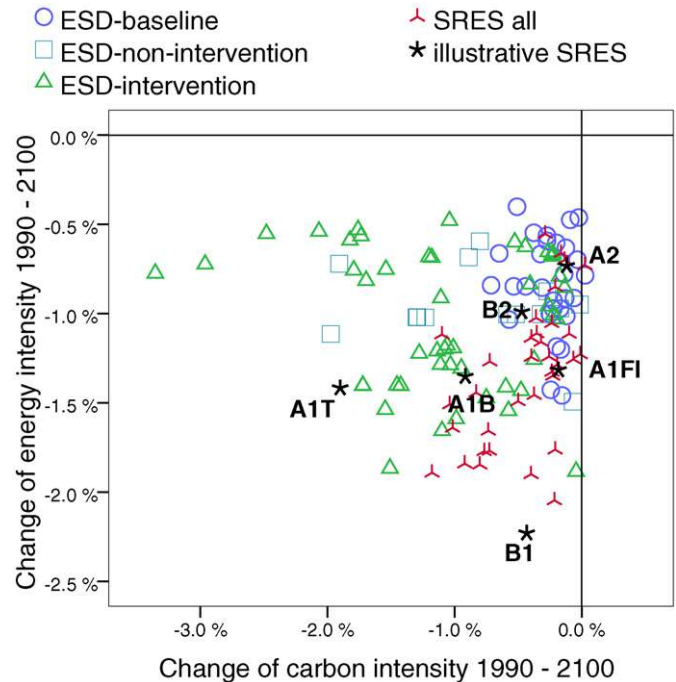 ESD-baseline
ESD-non-intervention
ESD-intervention
SRES all
illustrative SRES
Change of energy intensity 1990 - 2100
0.0 %
-0.5 %
-1.0 %
-1.5 %
-2.0 %
-2.5 %
A2
B2
A1FI
A1B
A1T
B1
-3.0 %
-2.0 %
-1.0 %
0.0 %
Change of carbon intensity 1990 - 2100